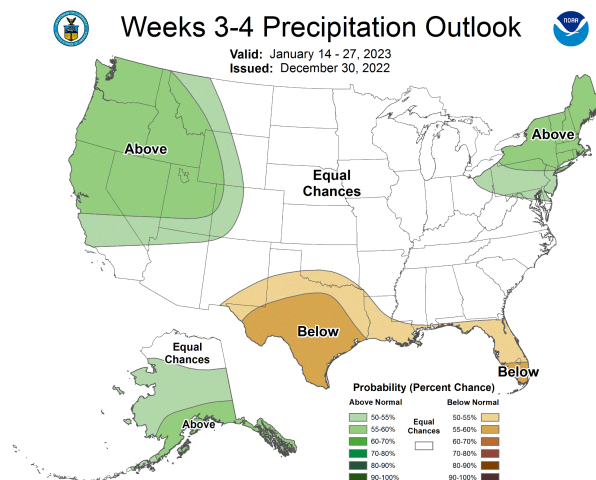 Weeks 3-4 Precipitation Outlook
Valid: January 14 - 27, 2023
Issued: December 30, 2022
NOAA
Above
Above
Equal
Chances
Below
Below
Equal
Chances
Above
Probability (Percent Chance)
Above Normal
Below Normal
Equal
Chances
50-55%
55-60%
60-70%
70-80%
80-90%
90-100%
50-55%
55-60%
60-70%
70-80%
80-90%
90-100%